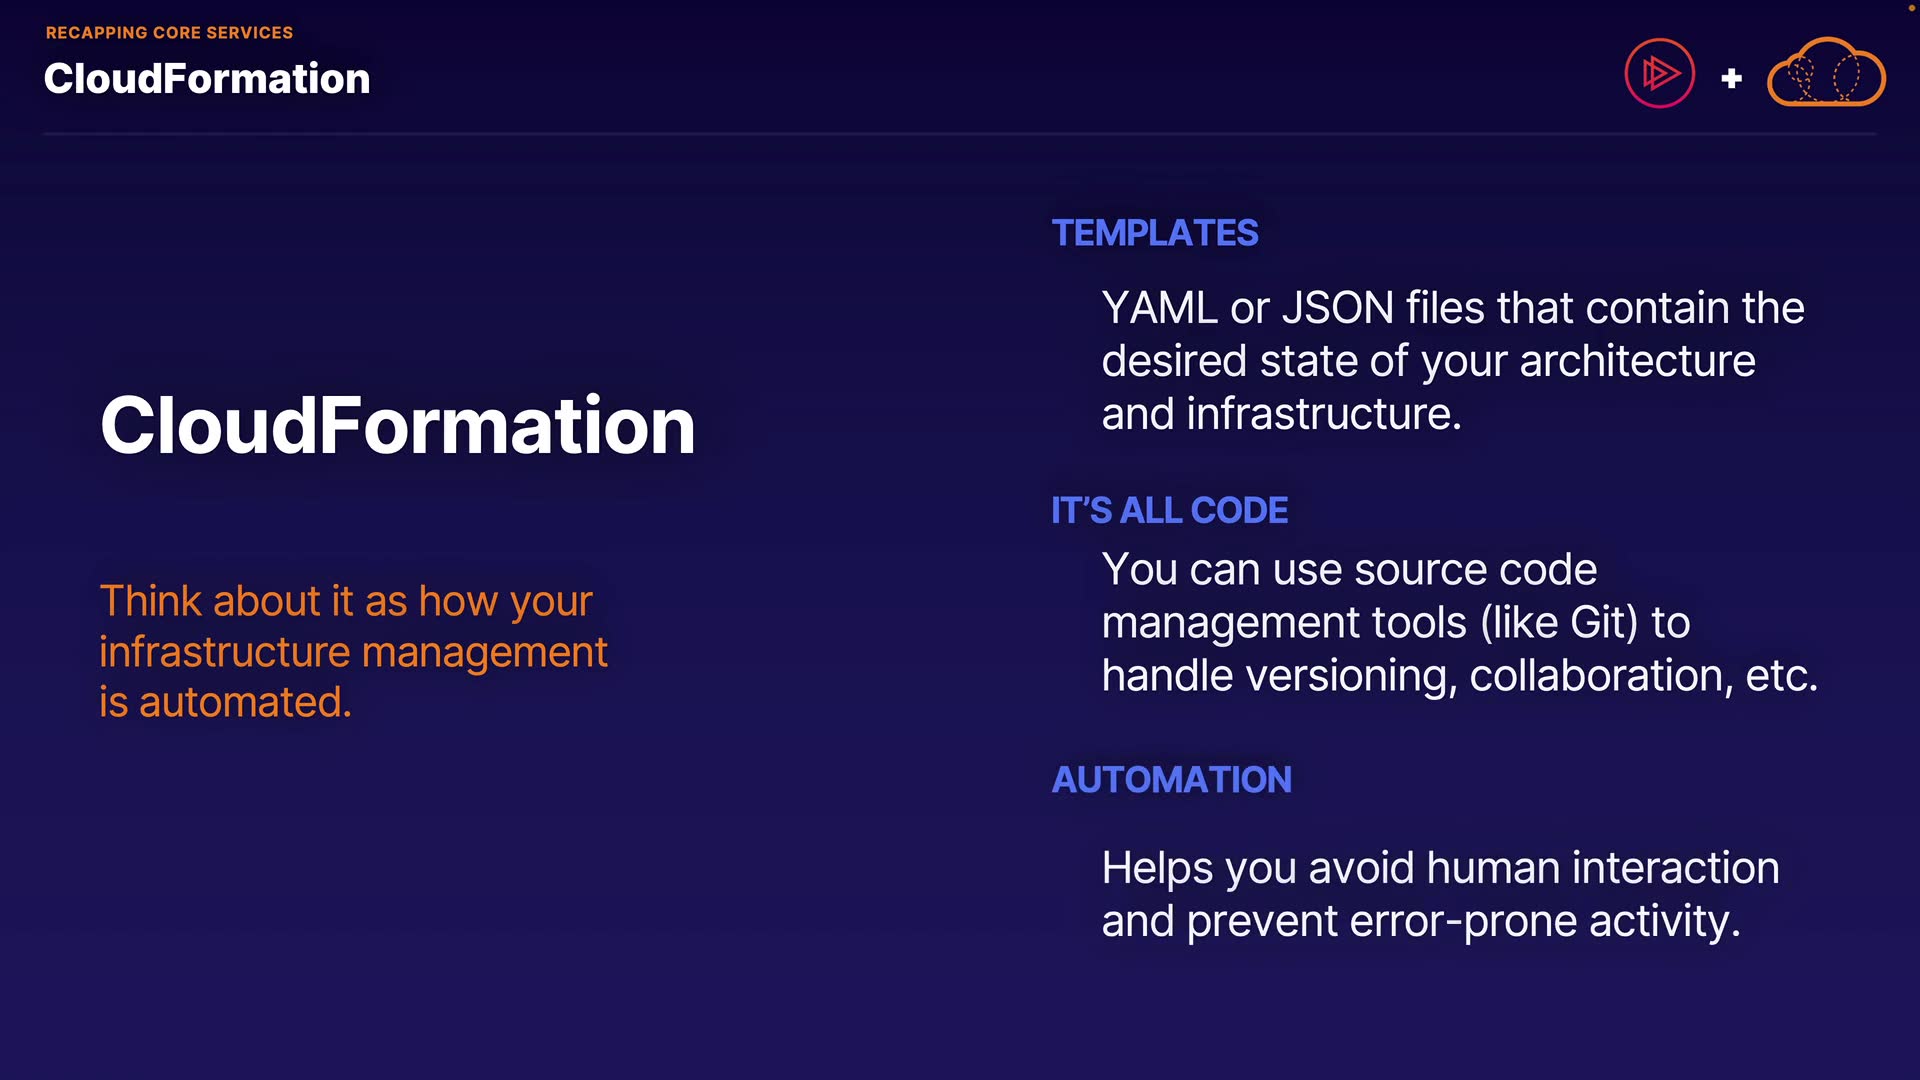 RECAPPING CORE SERVICES
CloudFormation
CloudFormation
Think about it as how your
infrastructure management
is automated.
TEMPLATES
YAML or JSON files that contain the
desired state of your architecture
and infrastructure.
IT’S ALL CODE
You can use source code
management tools (like Git) to
handle versioning, collaboration, etc.
AUTOMATION
Helps you avoid human interaction
and prevent error-prone activity.